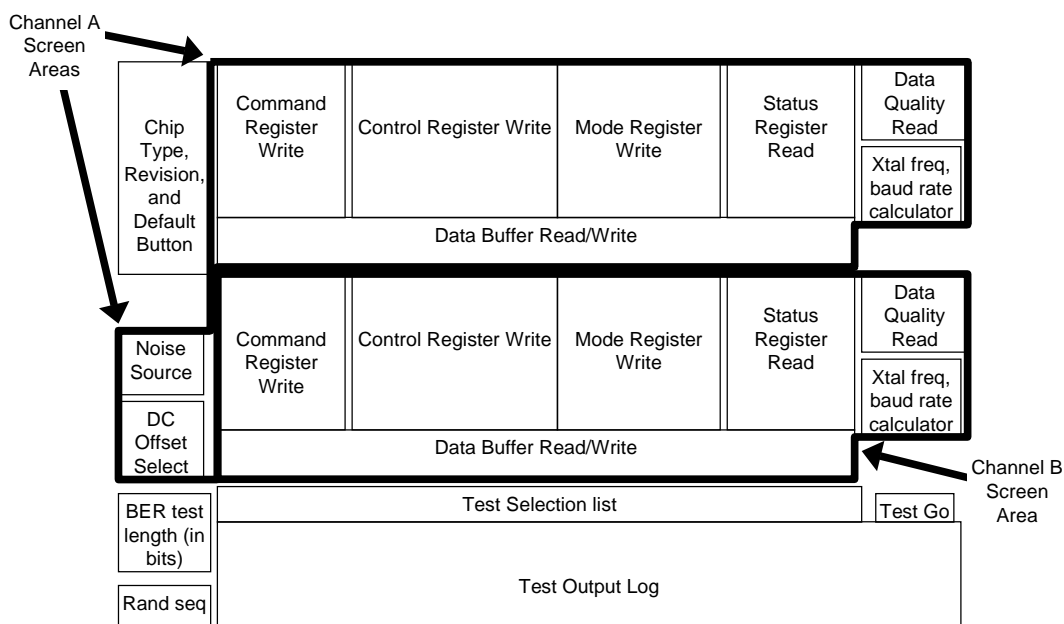 Channel A
Screen
Areas
Chip
Type,
Revision,
and
Default
Button
Command
Register
Write
Control Register Write
Mode Register
Write
Status
Register
Read
Data
Quality
Read
Xtal freq,
baud rate
calculator
Data Buffer Read/Write
Noise
Source
DC
Offset
Select
Command
Register
Write
Control Register Write
Mode Register
Write
Status
Register
Read
Data
Quality
Read
Xtal freq,
baud rate
calculator
Data Buffer Read/Write
Channel B
Screen
Area
BER test
length (in
bits)
Test Selection list
Test Go
Rand seq
Test Output Log